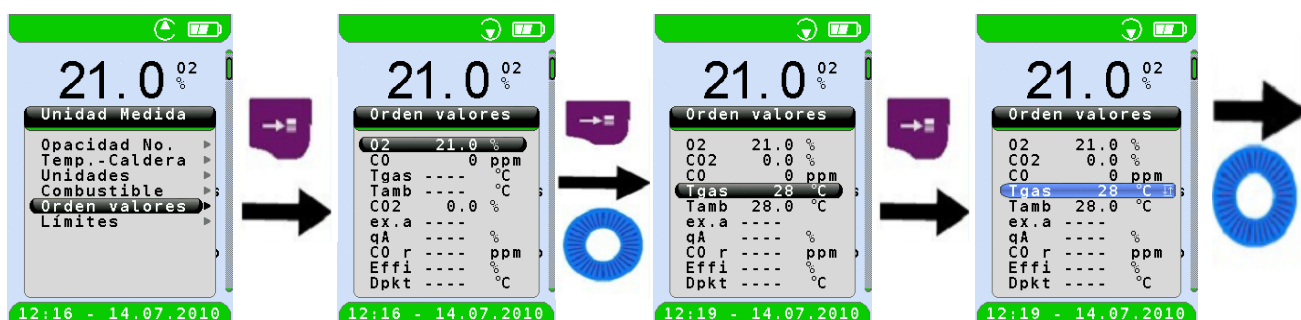 21.0 O2 %
Unidad Medida
Opacidad No.
Temp.-Caldera
Unidades
Combustible
Orden valores
Límites
12:16 - 14.07.2010
21.0 O2 %
Orden valores
O2 21.0 %
CO 0 ppm
Tgas ---- °C
Tamb ---- °C
CO2 0.0 %
ex.a ----
qA ---- %
CO r ---- ppm
Effi ---- %
Dpkt ---- °C
12:16 - 14.07.2010
21.0 O2 %
Orden valores
O2 21.0 %
CO2 0.0 %
CO 0 ppm
Tgas 28 °C
Tamb 28.0 °C
ex.a ----
qA ---- %
CO r ---- ppm
Effi ---- %
Dpkt ---- °C
12:19 - 14.07.2010
21.0 O2 %
Orden valores
O2 21.0 %
CO2 0.0 %
CO 0 ppm
Tgas 28 °C
Tamb 28.0 °C
ex.a ----
qA ---- %
CO r ---- ppm
Effi ---- %
Dpkt ---- °C
12:19 - 14.07.2010